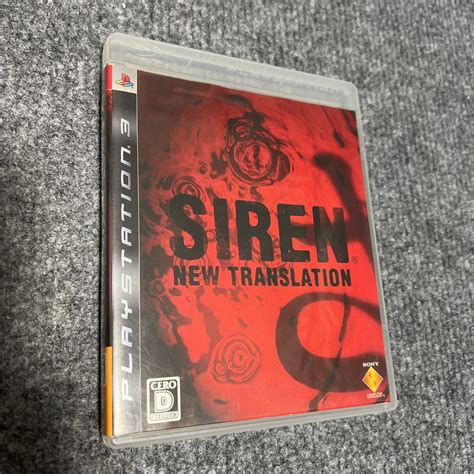 PLAYSTATION 3
SIREN®
NEW TRANSLATION
CERO
D
SONY